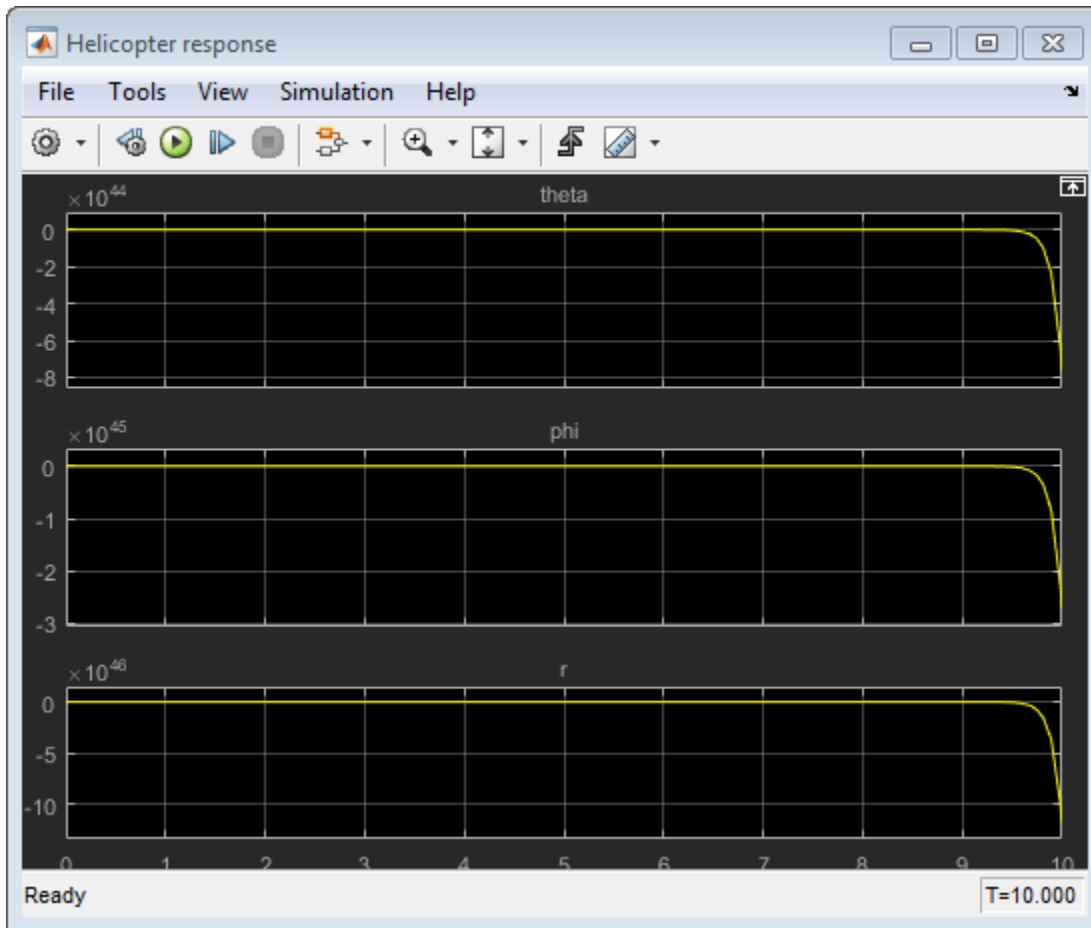 Helicopter response
File Tools View Simulation Help
×10^44
theta
0
-2
-4
-6
-8
×10^45
phi
0
-1
-2
-3
×10^46
r
0
-5
-10
0 1 2 3 4 5 6 7 8 9 10
Ready T=10.000